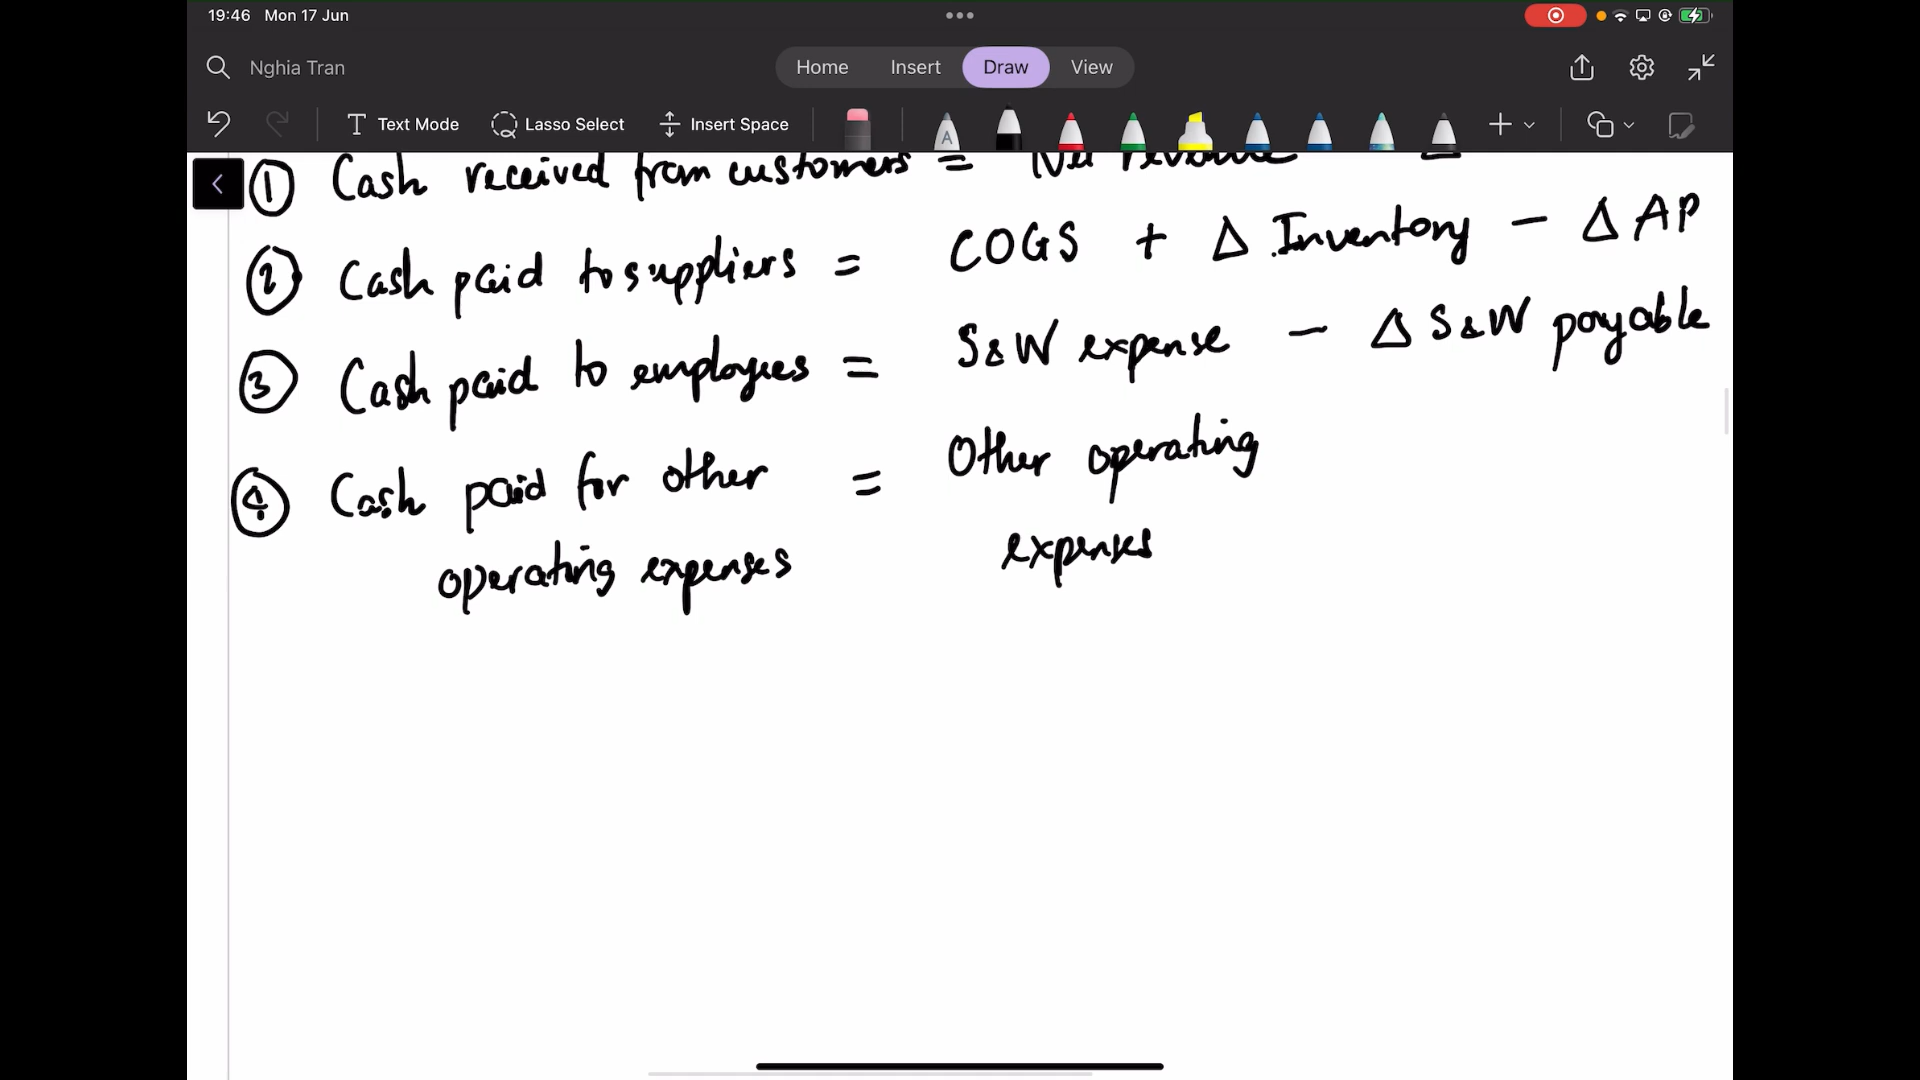 19:46 Mon 17 Jun
Nghia Tran Home Insert Draw View
Text Mode Lasso Select Insert Space A
① Cash received from customers = Net revenue - Δ
② Cash paid to suppliers = COGS + Δ Inventory - Δ AP
③ Cash paid to employees = S&W expense - Δ S&W payable
④ Cash paid for other = Other operating
operating expenses expenses